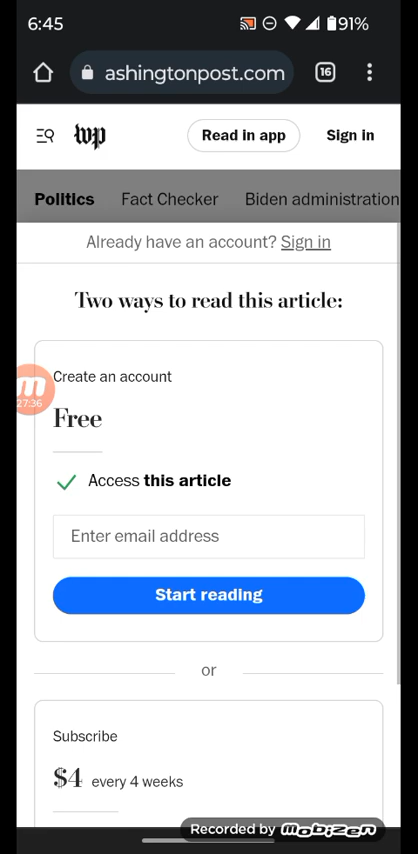 6:45
91%
ashingtonpost.com
16
wp
Read in app
Sign in
Politics
Fact Checker
Biden administration
Already have an account? Sign in
Two ways to read this article:
Create an account
m
27:36
Free
Access this article
Enter email address
Start reading
or
Subscribe
$4 every 4 weeks
Recorded by mobizen